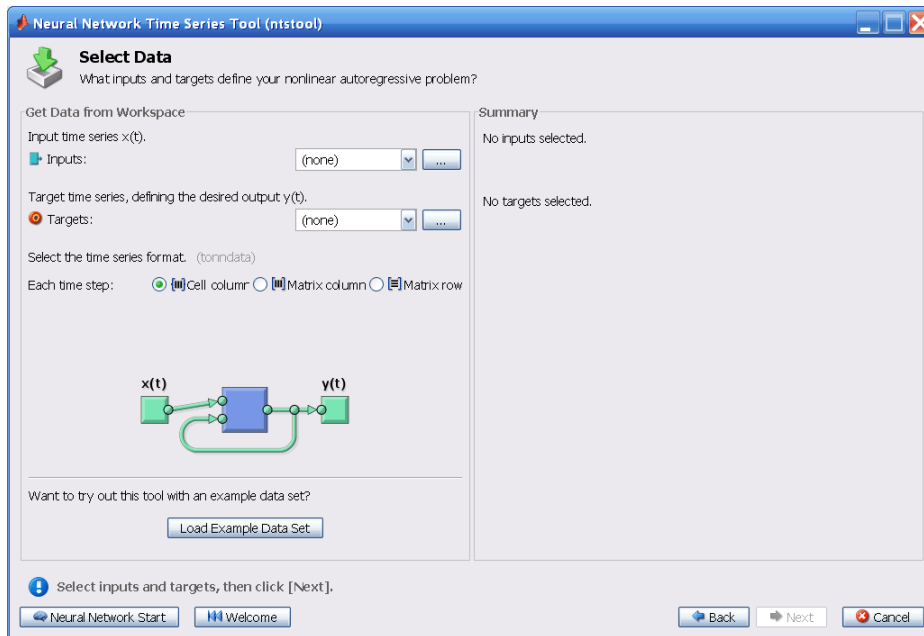 Neural Network Time Series Tool (ntstool)
Select Data
What inputs and targets define your nonlinear autoregressive problem?
Get Data from Workspace
Input time series x(t).
Inputs: (none) ...
Target time series, defining the desired output y(t).
Targets: (none) ...
Select the time series format. (tonndata)
Each time step: Cell column Matrix column Matrix row
x(t) y(t)
Want to try out this tool with an example data set?
Load Example Data Set
Summary
No inputs selected.
No targets selected.
Select inputs and targets, then click [Next].
Neural Network Start Welcome Back Next Cancel